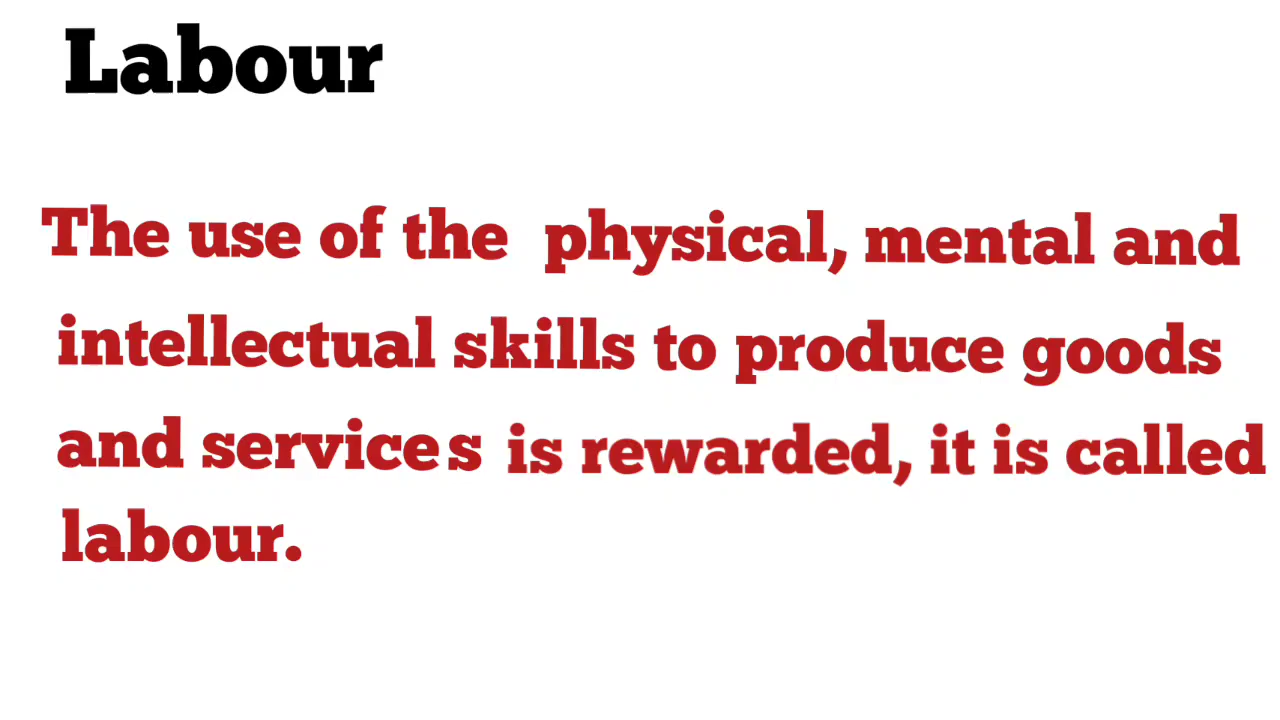 Labour
The use of the physical, mental and
intellectual skills to produce goods
and services is rewarded, it is called
labour.